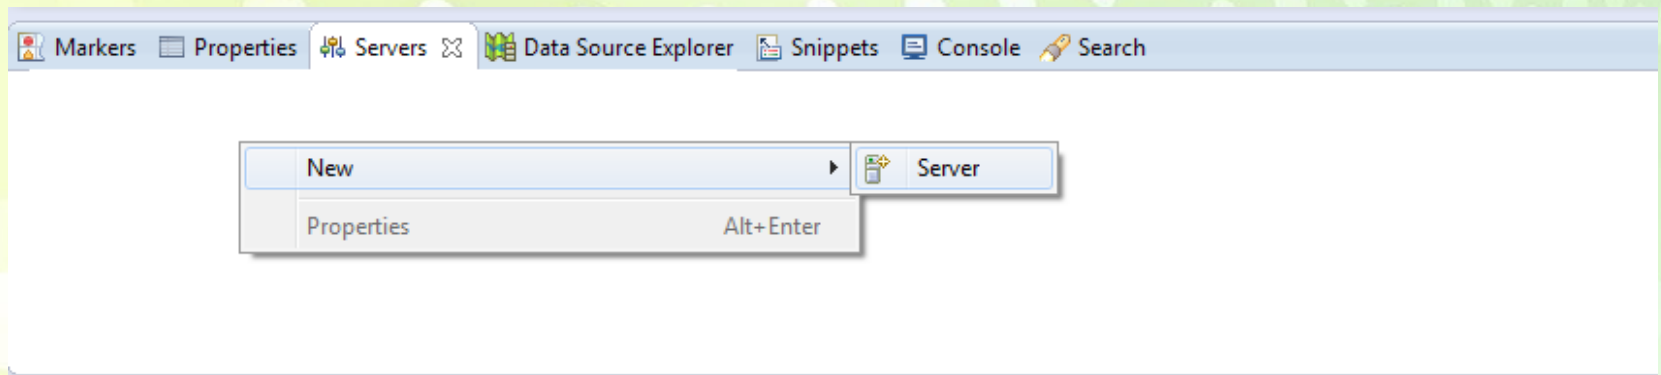 Markers Properties Servers Data Source Explorer Snippets Console Search
New Server
Properties Alt+Enter